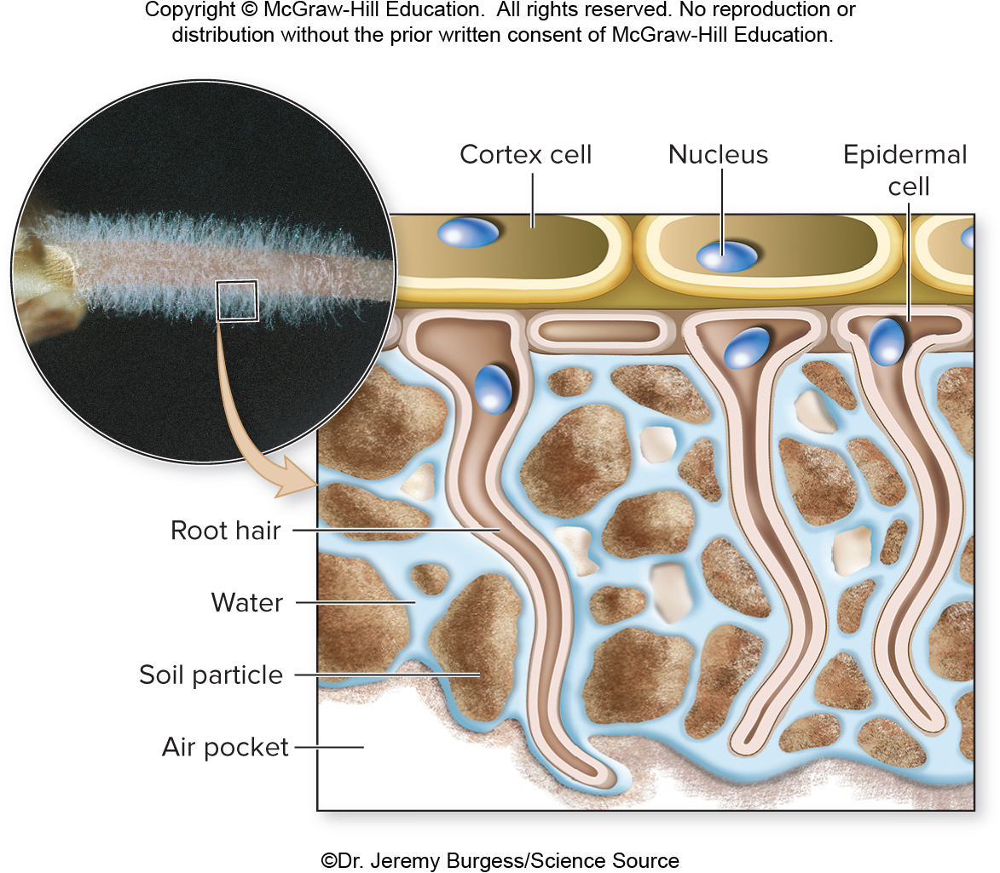 Copyright © McGraw-Hill Education.  All rights reserved. No reproduction or
distribution without the prior written consent of McGraw-Hill Education.
Cortex cell
Nucleus
Epidermal
cell
Root hair
Water
Soil particle
Air pocket
©Dr. Jeremy Burgess/Science Source